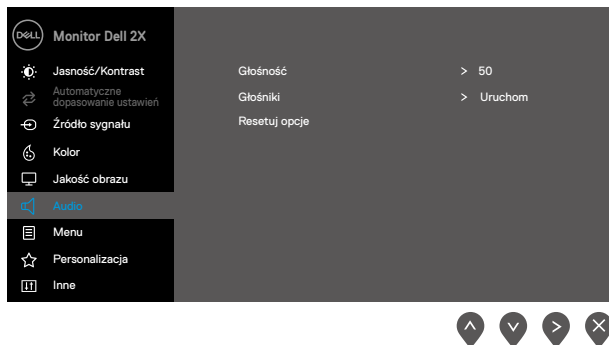 DELL
Monitor Dell 2X
Jasność/Kontrast
Głośność > 50
Automatyczne
dopasowanie ustawień
Głośniki > Uruchom
Źródło sygnału
Resetuj opcje
Kolor
Jakość obrazu
Audio
Menu
Personalizacja
Inne